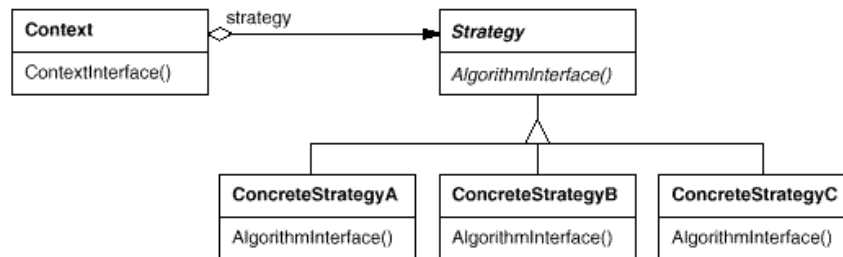 Context
ContextInterface()
strategy
Strategy
AlgorithmInterface()
ConcreteStrategyA
AlgorithmInterface()
ConcreteStrategyB
AlgorithmInterface()
ConcreteStrategyC
AlgorithmInterface()